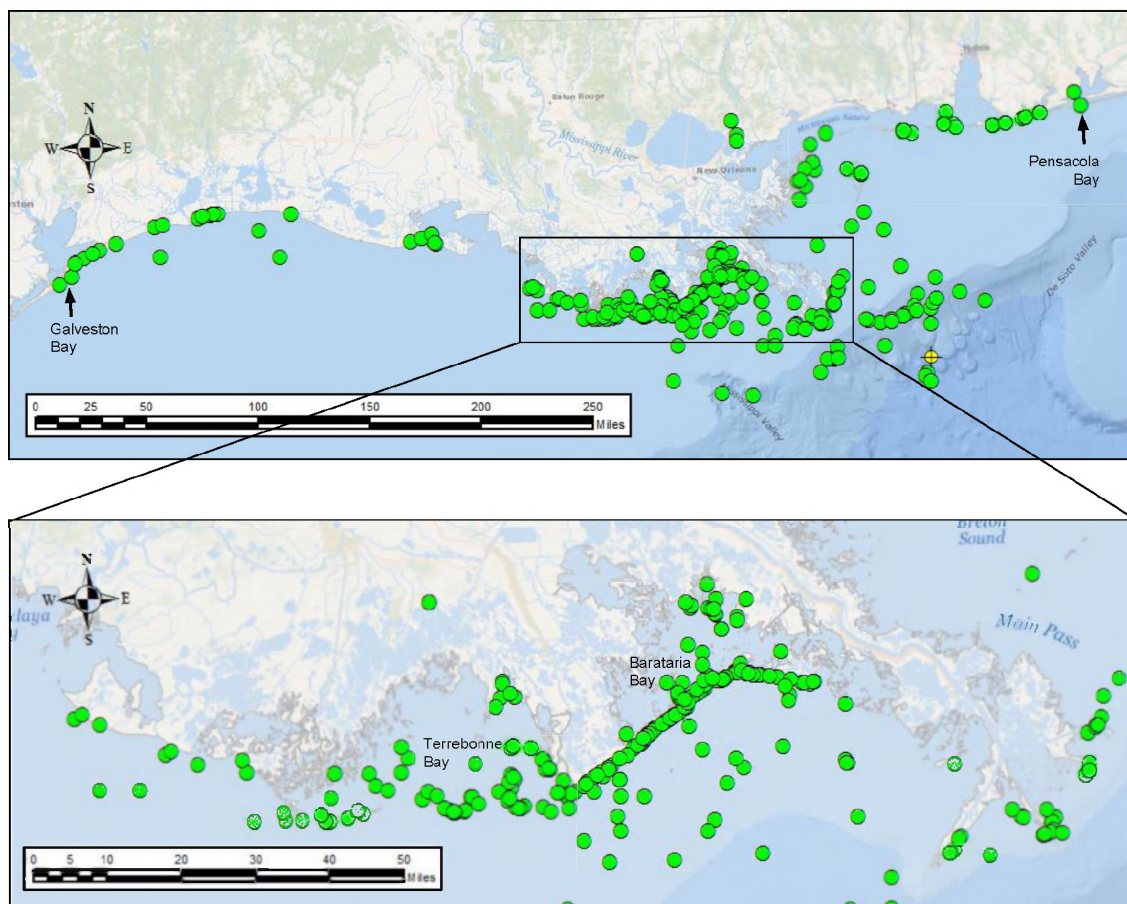 N
W E
S
Mobile
Baton Rouge
Mississippi River
Mississippi Sound
New Orleans
Pensacola
Bay
De Soto Valley
ston
Galveston
Bay
0 25 50 100 150 200 250
Miles
Mississippi Valley
N
W E
S
Breton
Sound
alaya
y
Main Pass
Barataria
Bay
Terrebonne
Bay
0 5 10 20 30 40 50
Miles